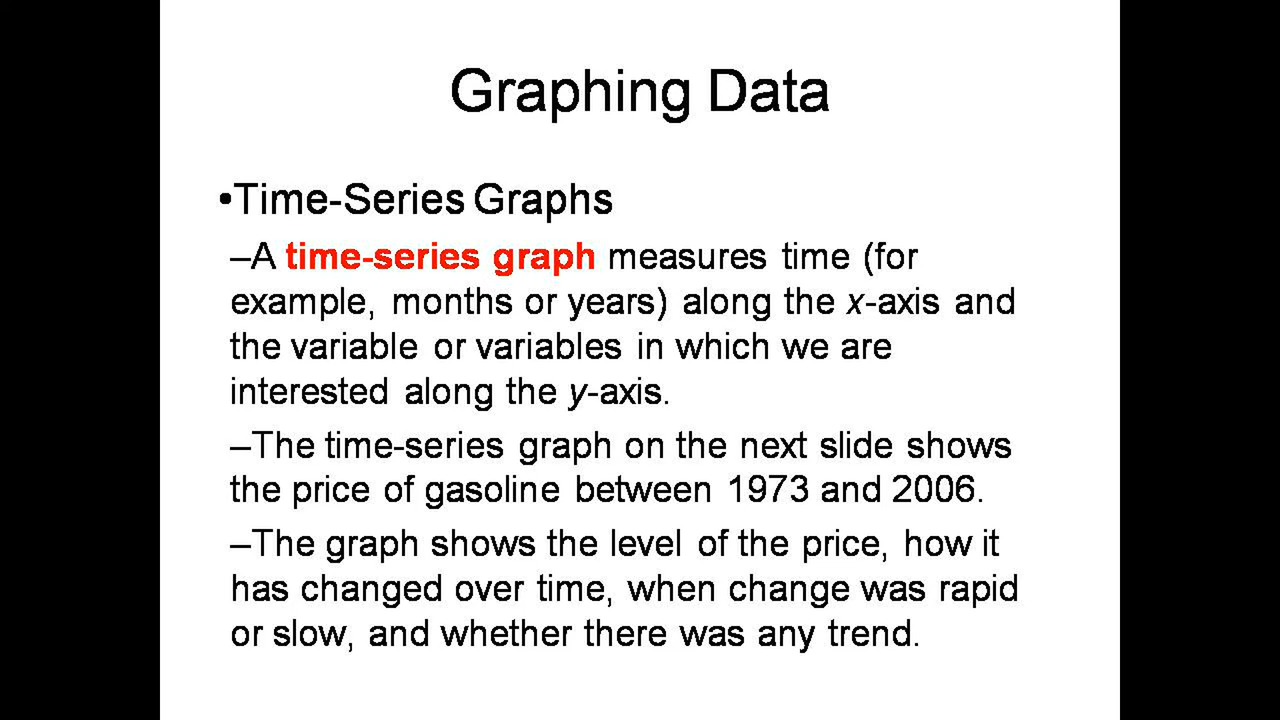 Graphing Data
•Time-Series Graphs
–A time-series graph measures time (for
example, months or years) along the x-axis and
the variable or variables in which we are
interested along the y-axis.
–The time-series graph on the next slide shows
the price of gasoline between 1973 and 2006.
–The graph shows the level of the price, how it
has changed over time, when change was rapid
or slow, and whether there was any trend.